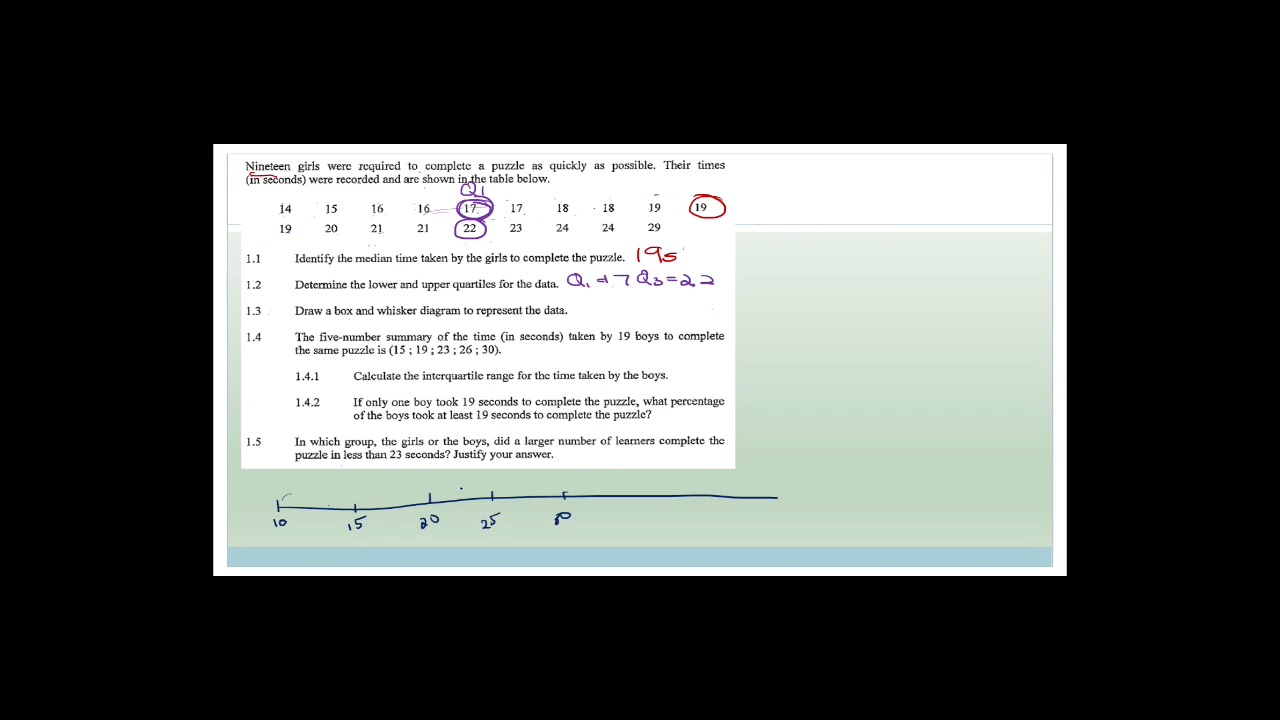 Nineteen girls were required to complete a puzzle as quickly as possible. Their times
(in seconds) were recorded and are shown in the table below.
Q1
14 15 16 16 17 17 18 18 19 19
19 20 21 21 22 23 24 24 29
1.1 Identify the median time taken by the girls to complete the puzzle. 19s
1.2 Determine the lower and upper quartiles for the data. Q1 = 17 Q3 = 22
1.3 Draw a box and whisker diagram to represent the data.
1.4 The five-number summary of the time (in seconds) taken by 19 boys to complete
the same puzzle is (15 ; 19 ; 23 ; 26 ; 30).
1.4.1 Calculate the interquartile range for the time taken by the boys.
1.4.2 If only one boy took 19 seconds to complete the puzzle, what percentage
of the boys took at least 19 seconds to complete the puzzle?
1.5 In which group, the girls or the boys, did a larger number of learners complete the
puzzle in less than 23 seconds? Justify your answer.
10 15 20 25 30